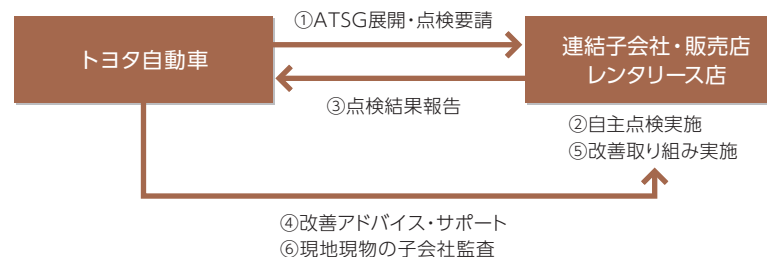 ①ATSG展開・点検要請
トヨタ自動車
連結子会社・販売店
レンタリース店
③点検結果報告
②自主点検実施
⑤改善取り組み実施
④改善アドバイス・サポート
⑥現地現物の子会社監査